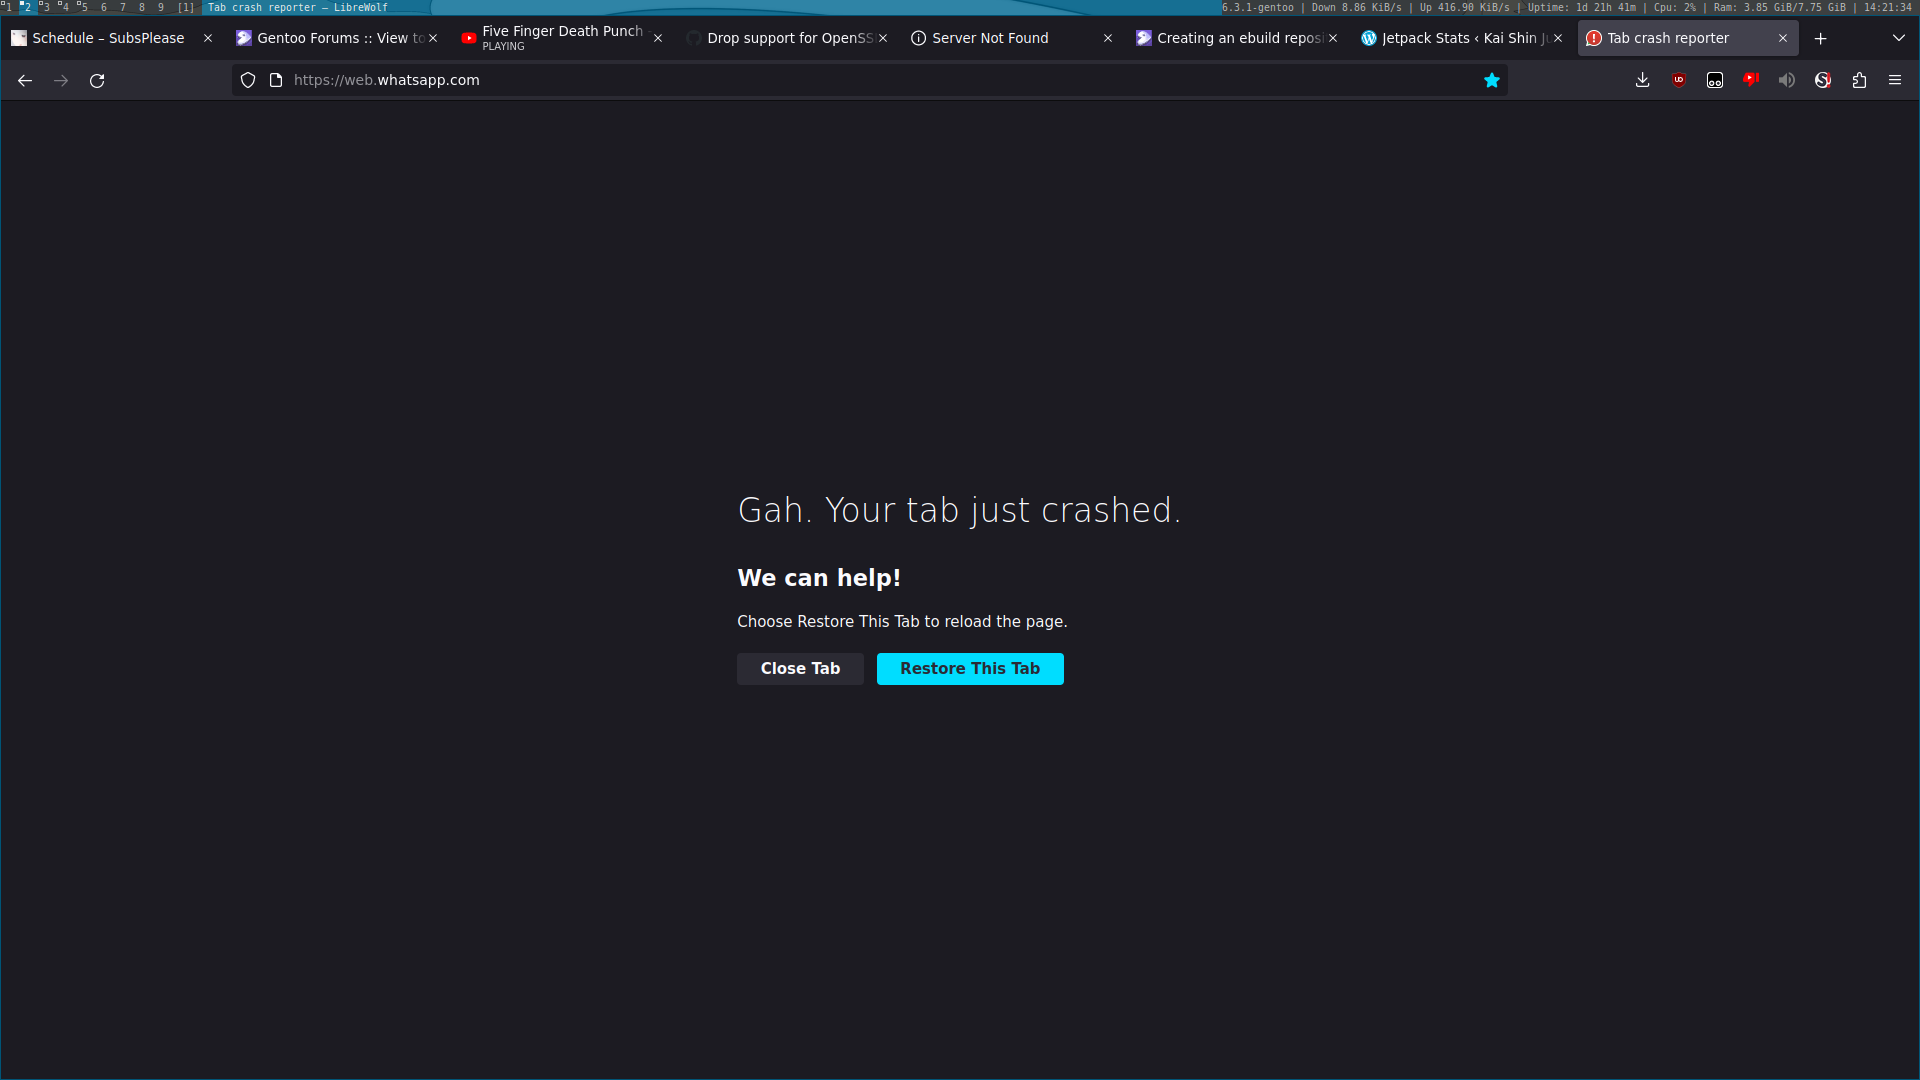 1 2 3 4 5 6 7 8 9 [1] Tab crash reporter — LibreWolf 6.3.1-gentoo | Down 8.86 KiB/s | Up 416.90 KiB/s | Uptime: 1d 21h 41m | Cpu: 2% | Ram: 3.85 GiB/7.75 GiB | 14:21:34
Schedule – SubsPlease
Gentoo Forums :: View to
Five Finger Death Punch -
PLAYING
Drop support for OpenSS
Server Not Found
Creating an ebuild reposi
Jetpack Stats ‹ Kai Shin Ju
Tab crash reporter
https://web.whatsapp.com
Gah. Your tab just crashed.
We can help!
Choose Restore This Tab to reload the page.
Close Tab
Restore This Tab